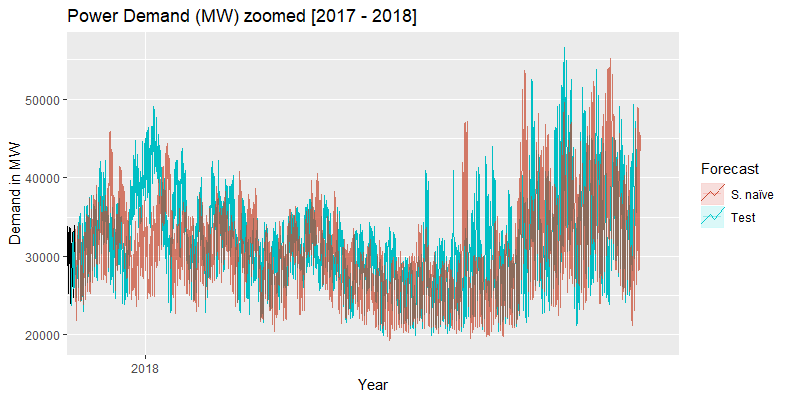 Power Demand (MW) zoomed [2017 - 2018]
Demand in MW
50000
40000
30000
20000
2018
Year
Forecast
S. naïve
Test